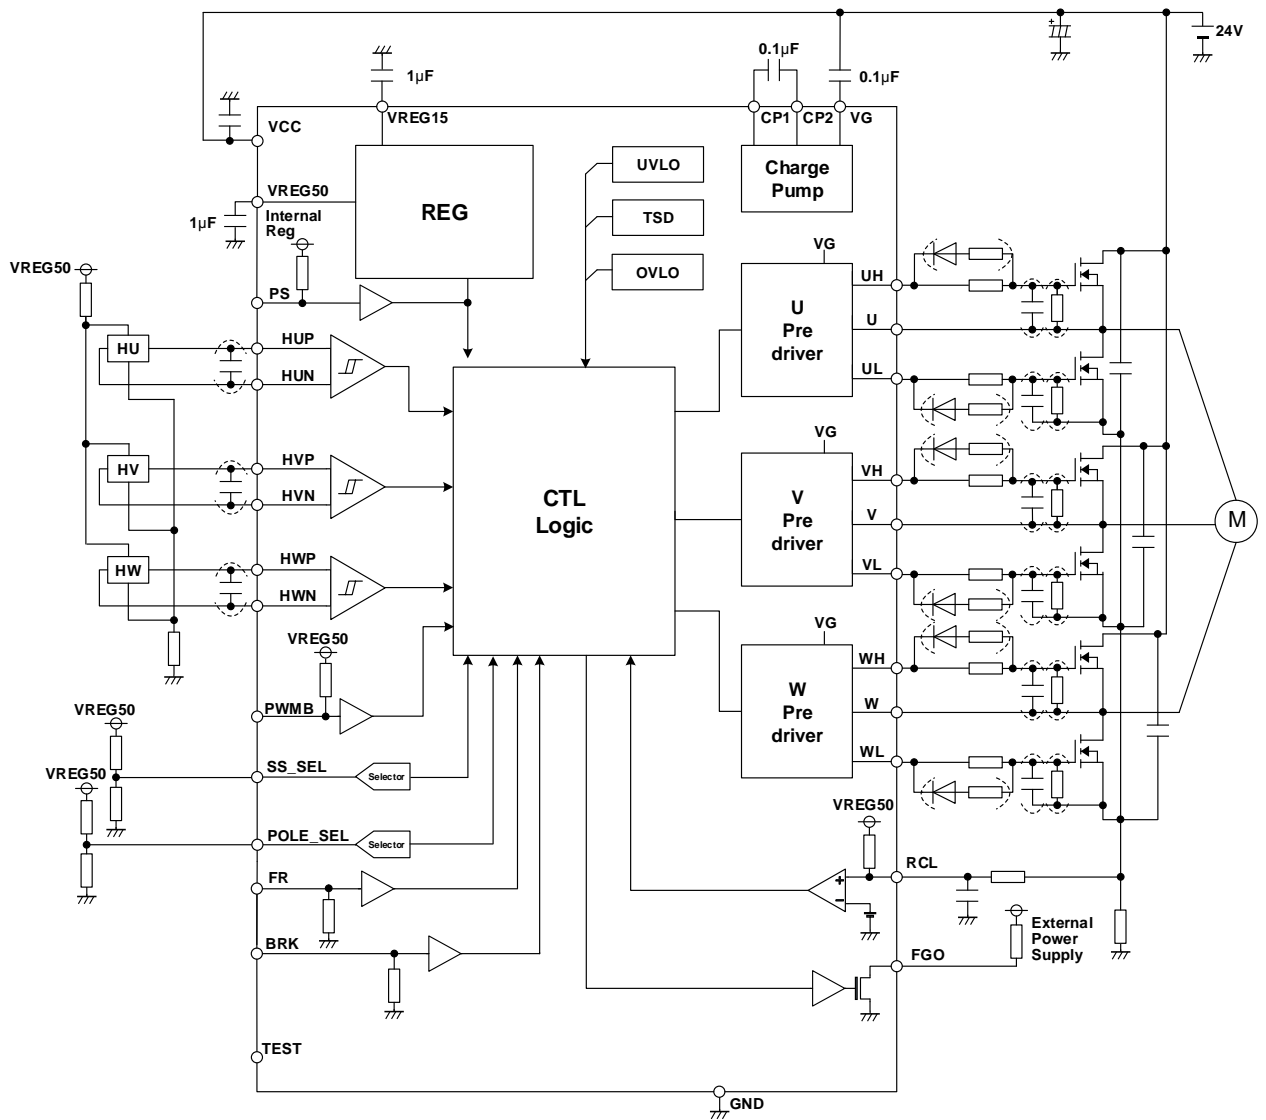 24V
0.1µF
1µF
0.1µF
VREG15
CP1
CP2
VG
VCC
UVLO
Charge
Pump
VREG50
REG
TSD
1µF
Internal
Reg
VG
VREG50
OVLO
UH
PS
U
Pre
driver
U
HU
HUP
HUN
UL
VG
HV
HVP
HVN
CTL
Logic
V
Pre
driver
VH
V
M
HW
HWP
HWN
VL
VREG50
VG
WH
W
Pre
driver
PWMB
W
VREG50
SS_SEL
Selector
WL
VREG50
VREG50
POLE_SEL
Selector
RCL
FR
+
−
External
Power
Supply
BRK
FGO
TEST
GND